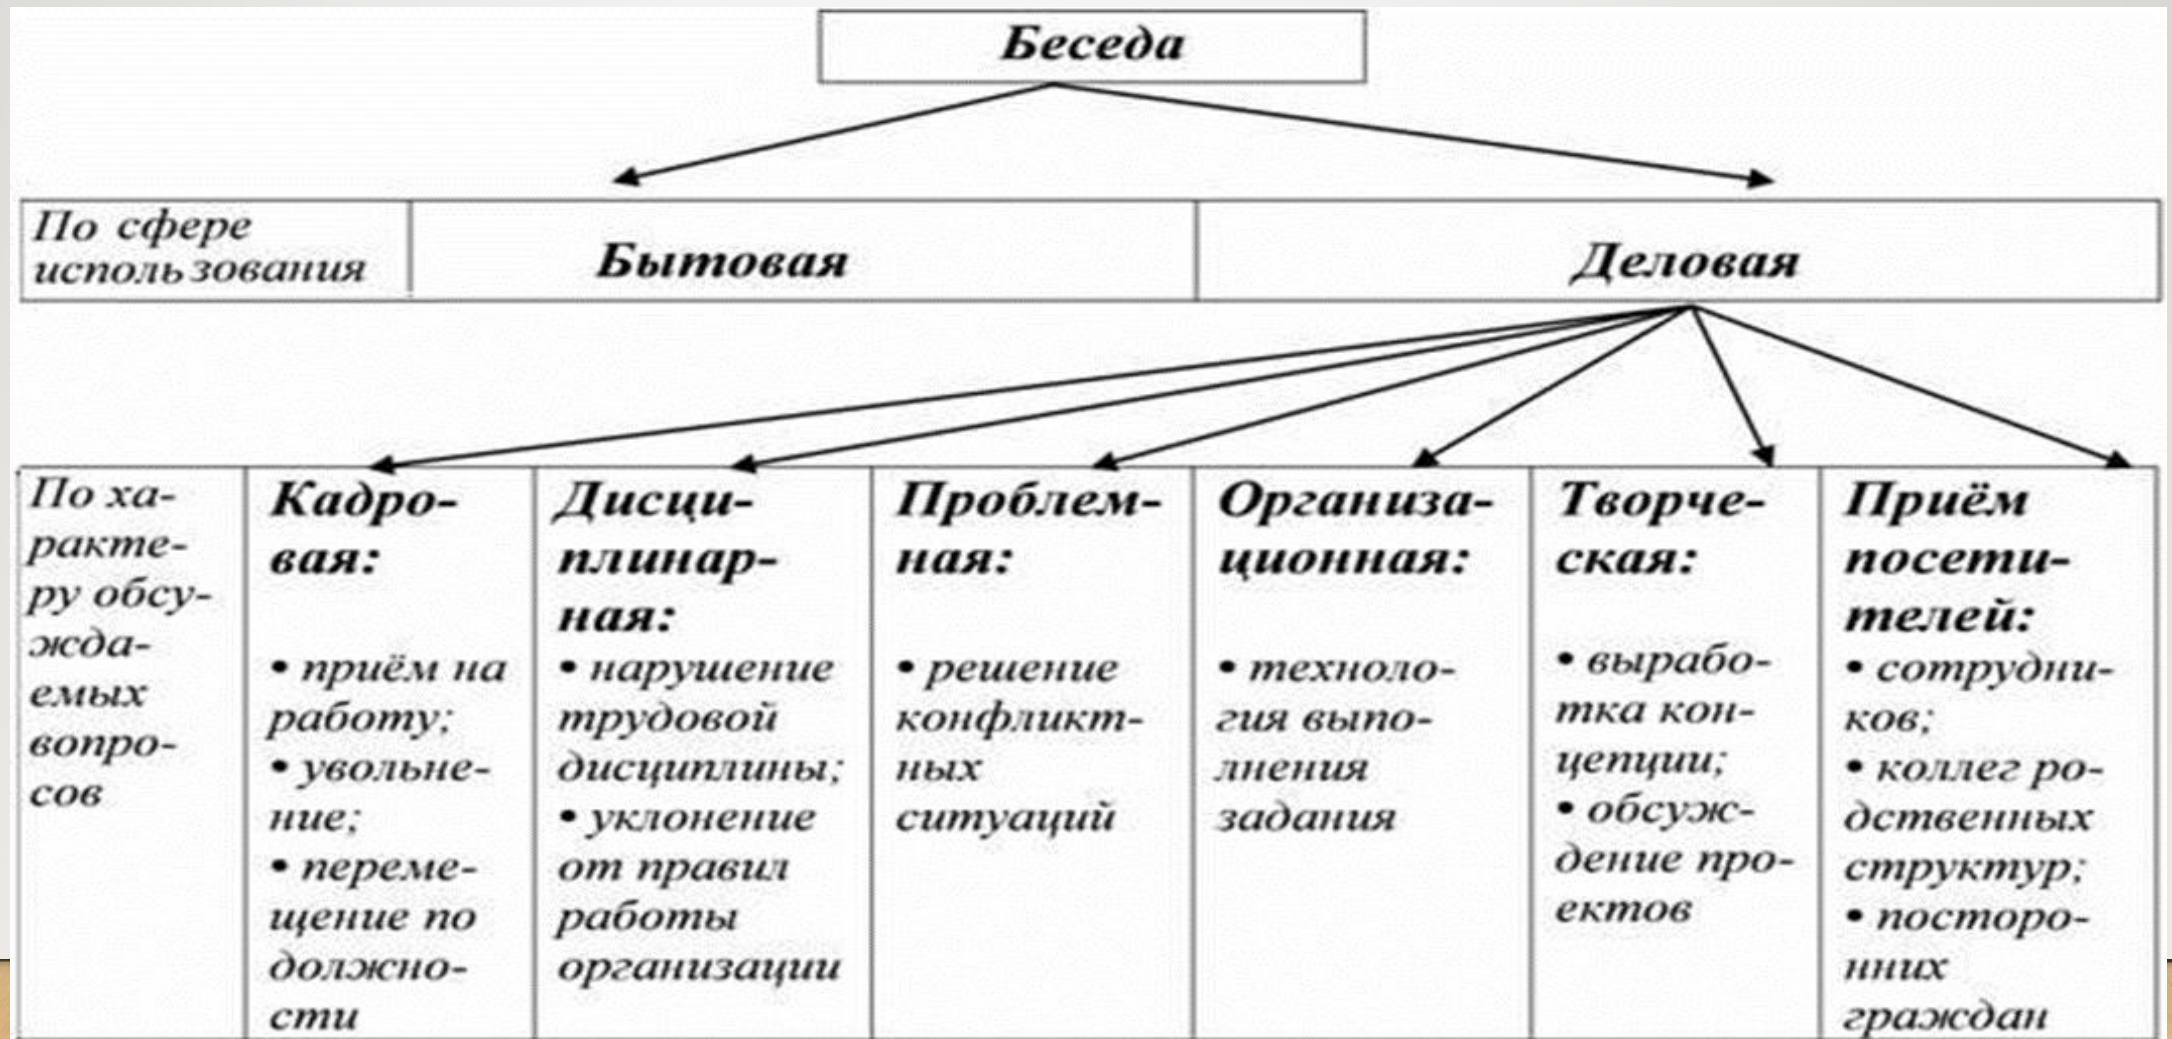 Беседа
По сфере
использования
Бытовая
Деловая
По ха-
ракте-
ру обсу-
жда-
емых
вопро-
сов
Кадро-
вая:
• приём на
работу;
• увольне-
ние;
• переме-
щение по
должно-
сти
Дисци-
плинар-
ная:
• нарушение
трудовой
дисциплины;
• уклонение
от правил
работы
организации
Проблем-
ная:
• решение
конфликт-
ных
ситуаций
Организа-
ционная:
• техноло-
гия выпо-
лнения
задания
Творче-
ская:
• вырабо-
тка кон-
цепции;
• обсуж-
дение про-
ектов
Приём
посети-
телей:
• сотрудни-
ков;
• коллег ро-
дственных
структур;
• посторо-
нних
граждан